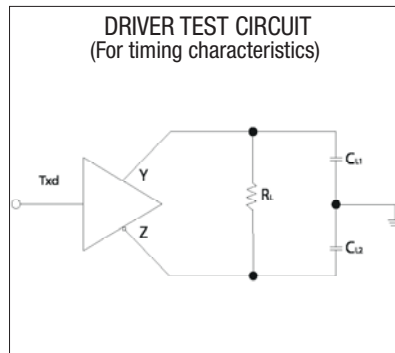 DRIVER TEST CIRCUIT
(For timing characteristics)
Txd
Y
Z
RL
CL1
CL2